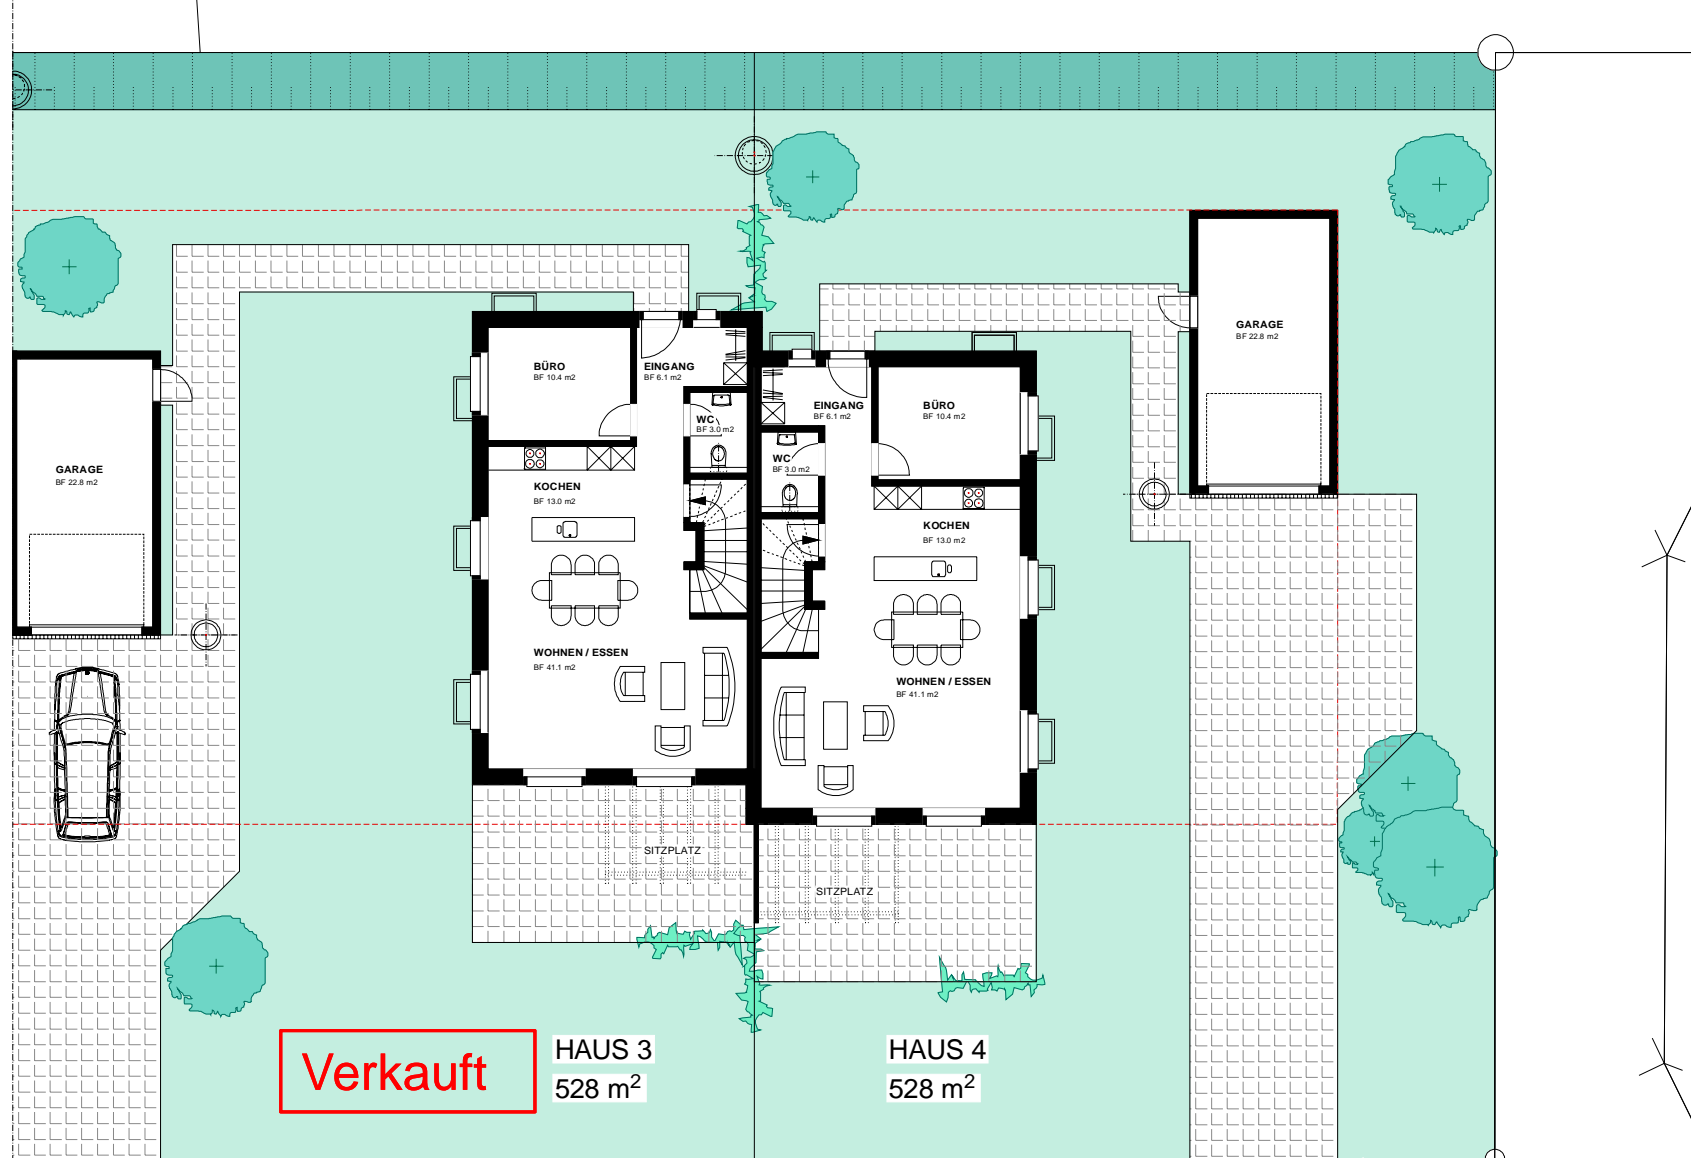 BÜRO
BF 10.4 m2
EINGANG
BF 6.1 m2
WC
BF 3.0 m2
KOCHEN
BF 13.0 m2
WOHNEN / ESSEN
BF 41.1 m2
GARAGE
BF 22.8 m2
SITZPLATZ
EINGANG
BF 6.1 m2
BÜRO
BF 10.4 m2
WC
BF 3.0 m2
KOCHEN
BF 13.0 m2
WOHNEN / ESSEN
BF 41.1 m2
GARAGE
BF 22.8 m2
SITZPLATZ
Verkauft
HAUS 3
528 m²
HAUS 4
528 m²